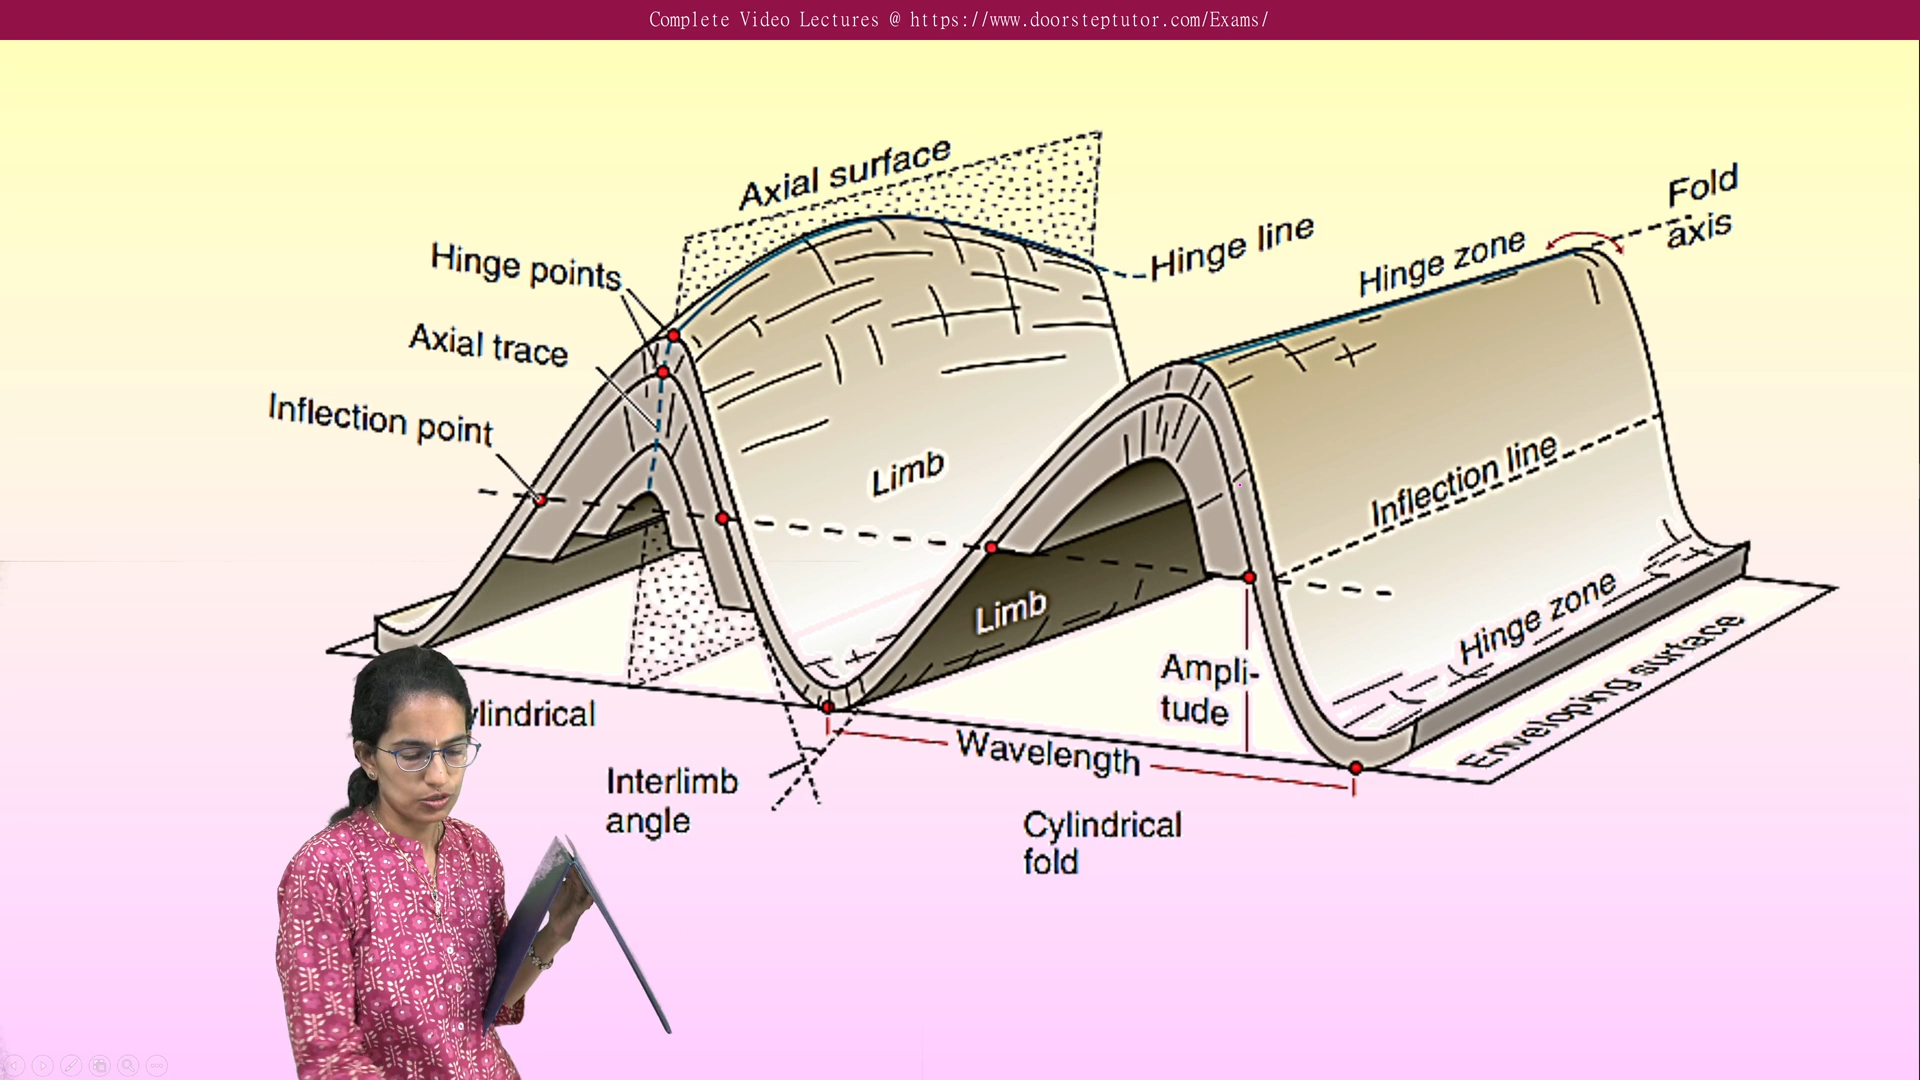 Complete Video Lectures @ https://www.doorsteptutor.com/Exams/
Axial surface
Fold
axis
Hinge points
Hinge line
Hinge zone
Axial trace
Inflection point
Limb
Inflection line
Limb
Hinge zone
Ampli-
tude
Enveloping surface
ylindrical
Wavelength
Interlimb
angle
Cylindrical
fold